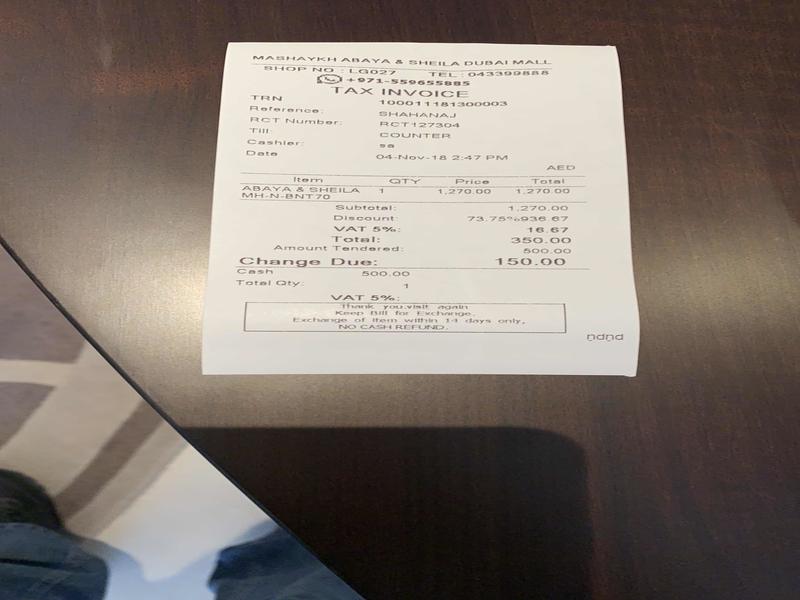 MASHAYKH ABAYA & SHEILA DUBAI MALL
SHOP NO : LG027 TEL : 043399888
+971-559655885
TAX INVOICE
TRN 100011181300003
Reference: SHAHANAJ
RCT Number: RCT127304
Till: COUNTER
Cashier: sa
Date 04-Nov-18 2:47 PM
AED
Item QTY Price Total
ABAYA & SHEILA 1 1,270.00 1,270.00
MH-N-BNT70
Subtotal: 1,270.00
Discount: 73.75%936.67
VAT 5%: 16.67
Total: 350.00
Amount Tendered: 500.00
Change Due: 150.00
Cash 500.00
Total Qty: 1
VAT 5%:
Thank you.visit again
Keep Bill for Exchange.
Exchange of item within 14 days only,
NO CASH REFUND.